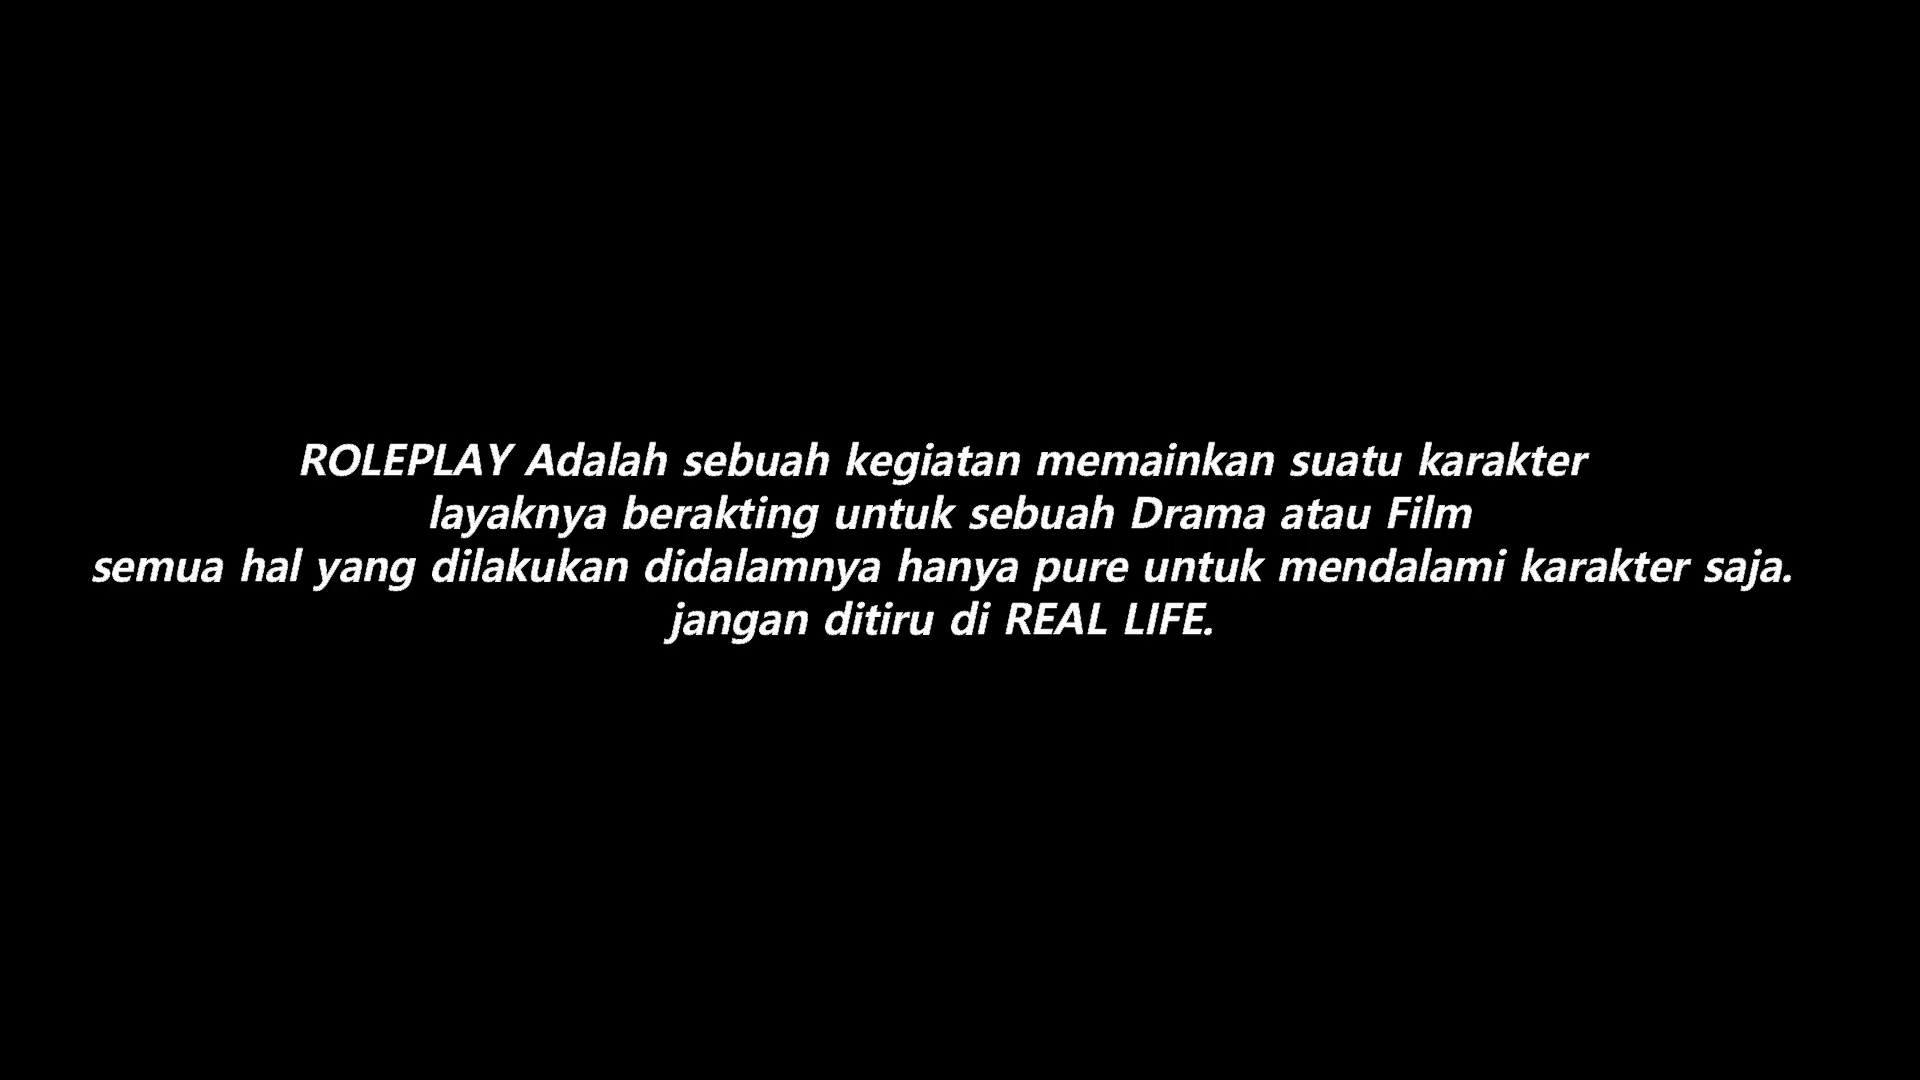 ROLEPLAY Adalah sebuah kegiatan memainkan suatu karakter
layaknya berakting untuk sebuah Drama atau Film
semua hal yang dilakukan didalamnya hanya pure untuk mendalami karakter saja.
jangan ditiru di REAL LIFE.